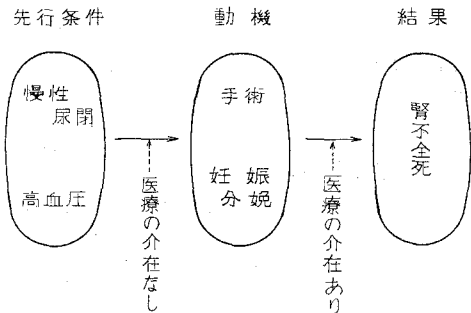 先行条件
動機
結果
慢性
尿閉
高血圧
手術
妊娠
分娩
腎不全死
医療の介在なし
医療の介在あり